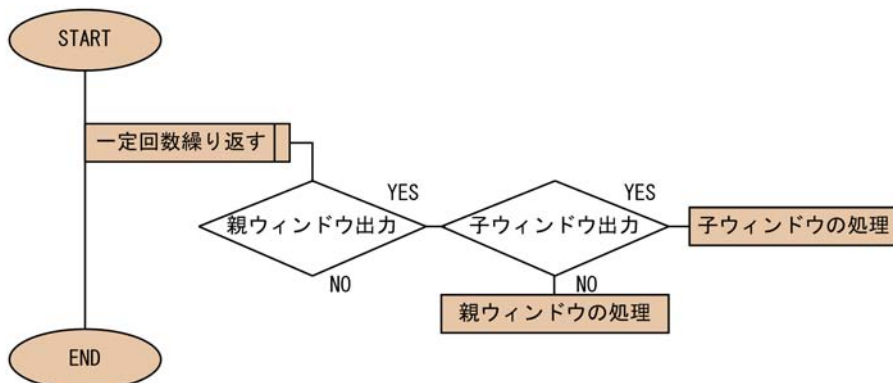 START
一定回数繰り返す
YES
YES
親ウィンドウ出力
子ウィンドウ出力
子ウィンドウの処理
NO
NO
親ウィンドウの処理
END